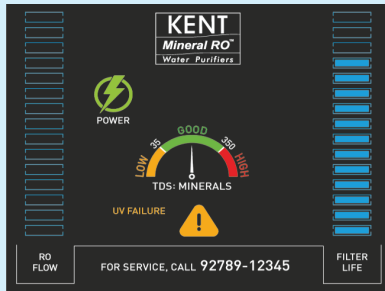 KENT
Mineral RO™
Water Purifiers
POWER
LOW 35 GOOD 350 HIGH
TDS: MINERALS
UV FAILURE
!
RO
FLOW
FOR SERVICE, CALL 92789-12345
FILTER
LIFE